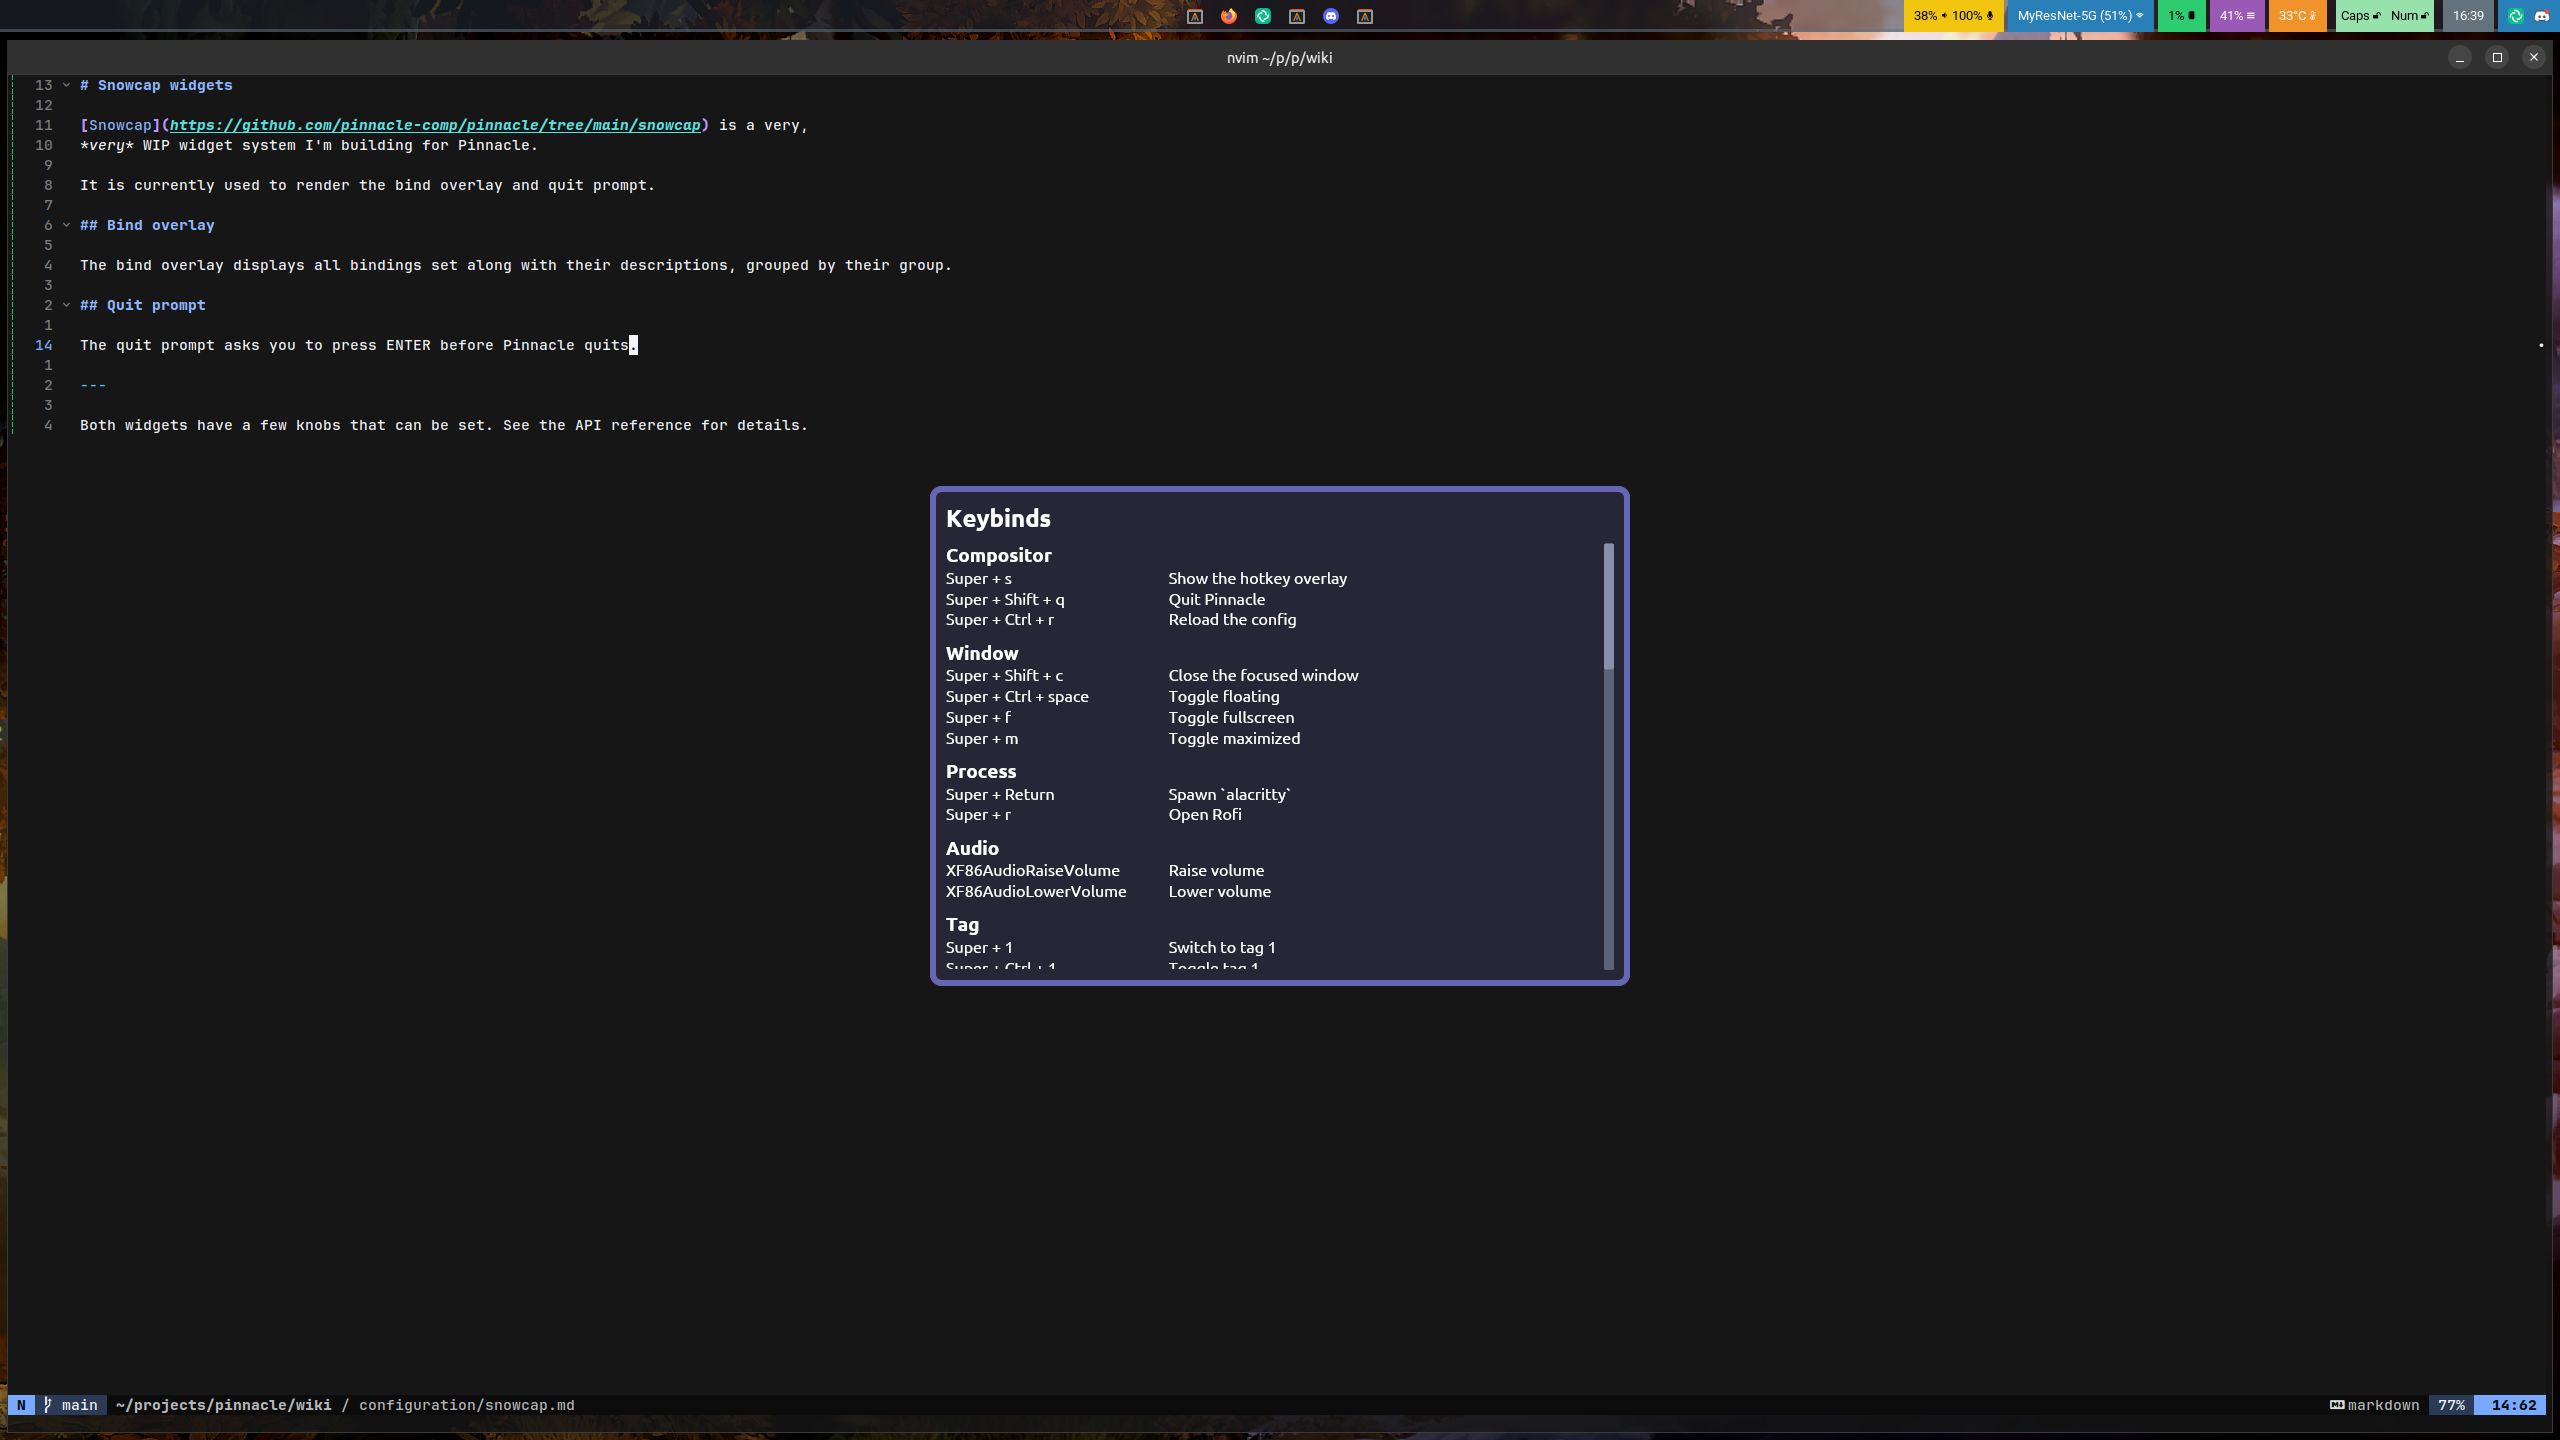 38% 100%
MyResNet-5G (51%)
1%
41%
33°C
Caps Num
16:39
nvim ~/p/p/wiki
13 # Snowcap widgets
12
11 [Snowcap](https://github.com/pinnacle-comp/pinnacle/tree/main/snowcap) is a very,
10 *very* WIP widget system I'm building for Pinnacle.
9
8 It is currently used to render the bind overlay and quit prompt.
7
6 ## Bind overlay
5
4 The bind overlay displays all bindings set along with their descriptions, grouped by their group.
3
2 ## Quit prompt
1
14 The quit prompt asks you to press ENTER before Pinnacle quits.
1
2 ---
3
4 Both widgets have a few knobs that can be set. See the API reference for details.
Keybinds
Compositor
Super + s Show the hotkey overlay
Super + Shift + q Quit Pinnacle
Super + Ctrl + r Reload the config
Window
Super + Shift + c Close the focused window
Super + Ctrl + space Toggle floating
Super + f Toggle fullscreen
Super + m Toggle maximized
Process
Super + Return Spawn `alacritty`
Super + r Open Rofi
Audio
XF86AudioRaiseVolume Raise volume
XF86AudioLowerVolume Lower volume
Tag
Super + 1 Switch to tag 1
Super + Ctrl + 1 Toggle tag 1
N main ~/projects/pinnacle/wiki / configuration/snowcap.md markdown 77% 14:62